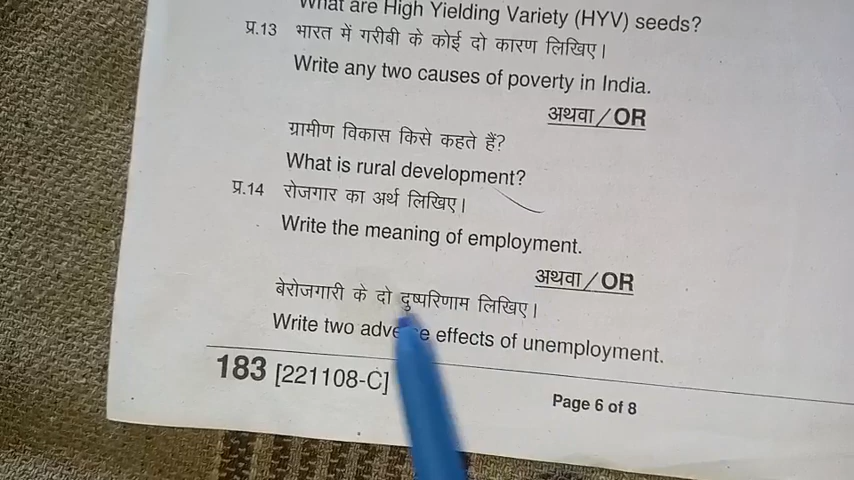 What are High Yielding Variety (HYV) seeds?
प्र.13 भारत में गरीबी के कोई दो कारण लिखिए।
Write any two causes of poverty in India.
अथवा/OR
ग्रामीण विकास किसे कहते हैं?
What is rural development?
प्र.14 रोजगार का अर्थ लिखिए।
Write the meaning of employment.
अथवा/OR
बेरोजगारी के दो दुष्परिणाम लिखिए।
Write two adverse effects of unemployment.
183 [221108-C]
Page 6 of 8